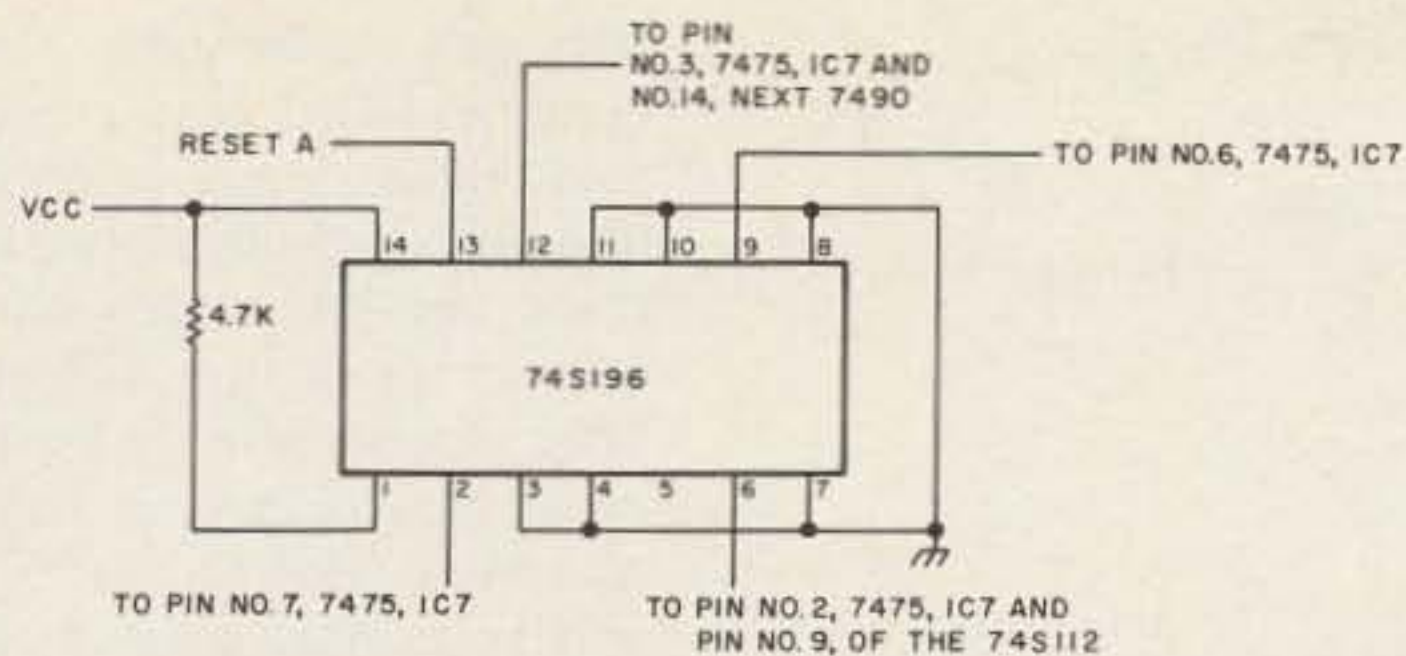 TO PIN
NO.3, 7475, IC7 AND
NO.14, NEXT 7490
RESET A
TO PIN NO.6, 7475, IC7
VCC
14 13 12 11 10 9 8
4.7K
74S196
1 2 3 4 5 6 7
TO PIN NO.7, 7475, IC7
TO PIN NO.2, 7475, IC7 AND
PIN NO.9, OF THE 74S112